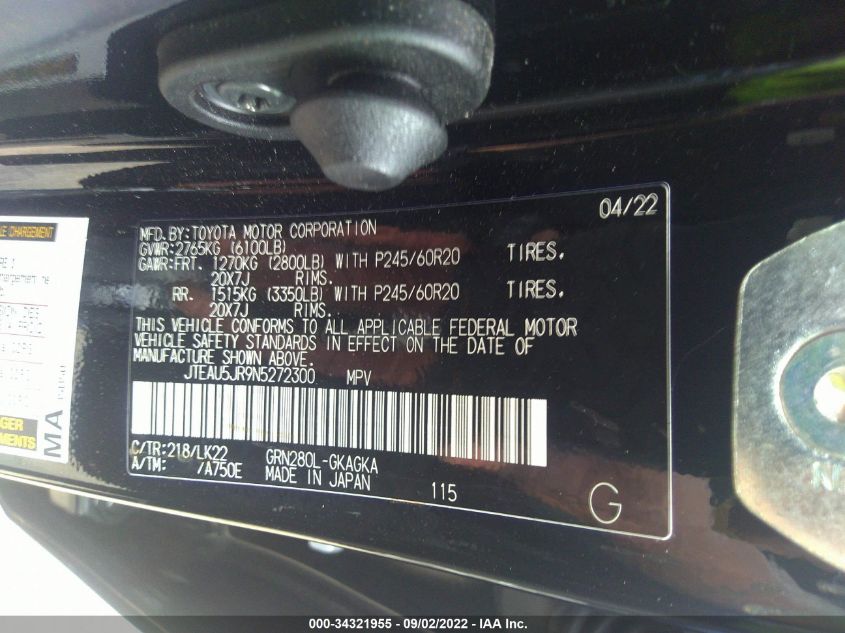 04/22
MFD.BY:TOYOTA MOTOR CORPORATION
GVWR:2765KG (6100LB)
GAWR:FRT. 1270KG (2800LB) WITH P245/60R20 TIRES.
20X7J RIMS.
RR. 1515KG (3350LB) WITH P245/60R20 TIRES.
20X7J RIMS.
THIS VEHICLE CONFORMS TO ALL APPLICABLE FEDERAL MOTOR
VEHICLE SAFETY STANDARDS IN EFFECT ON THE DATE OF
MANUFACTURE SHOWN ABOVE.
JTEAU5JR9N5272300 MPV
C/TR:218/LK22 GRN280L-GKAGKA
A/TM: /A750E MADE IN JAPAN
115
G
CHARGEMENT
MA
000-34321955 - 09/02/2022 - IAA Inc.